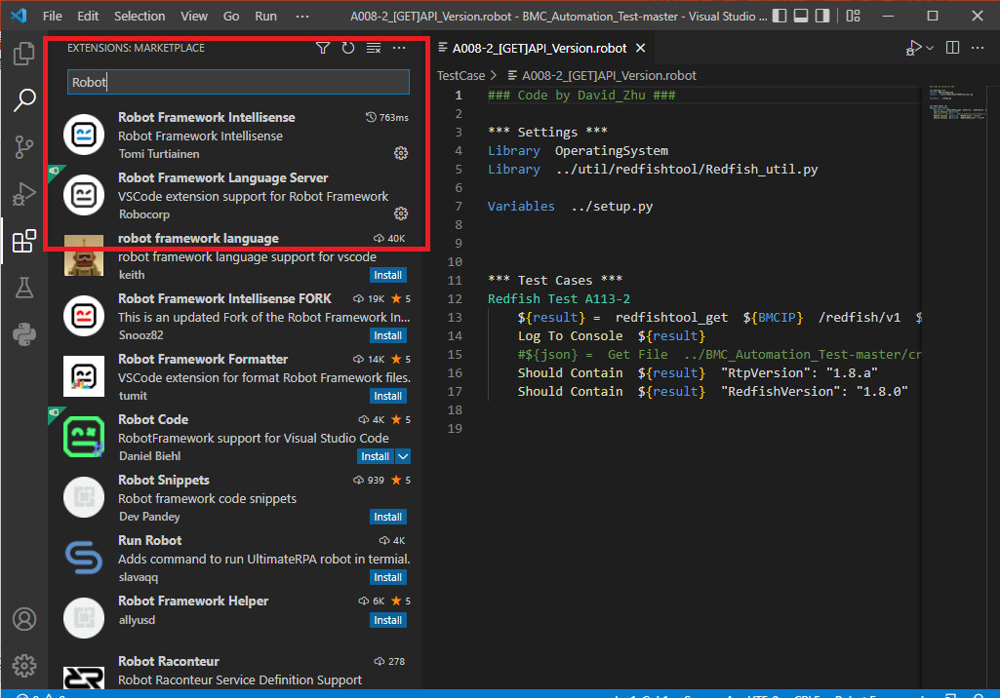 File Edit Selection View Go Run ··· A008-2_[GET]API_Version.robot - BMC_Automation_Test-master - Visual Studio ...
EXTENSIONS: MARKETPLACE
Robot
Robot Framework Intellisense 763ms
Robot Framework Intellisense
Tomi Turtiainen
Robot Framework Language Server
VSCode extension support for Robot Framework
Robocorp
robot framework language 40K
robot framework language support for vscode
keith Install
Robot Framework Intellisense FORK 19K 5
This is an updated Fork of the Robot Framework In...
Snooz82 Install
Robot Framework Formatter 14K 5
VSCode extension for format Robot Framework files.
tumit Install
Robot Code 4K 5
RobotFramework support for Visual Studio Code
Daniel Biehl Install
Robot Snippets 939 5
Robot framework code snippets
Dev Pandey Install
Run Robot 4K
Adds command to run UltimateRPA robot in termial.
slavaqq Install
Robot Framework Helper 6K 5
allyusd Install
Robot Raconteur 278
Robot Raconteur Service Definition Support
A008-2_[GET]API_Version.robot
TestCase > A008-2_[GET]API_Version.robot
1 ### Code by David_Zhu ###
2
3 *** Settings ***
4 Library OperatingSystem
5 Library ../util/redfishtool/Redfish_util.py
6
7 Variables ../setup.py
8
9
10
11 *** Test Cases ***
12 Redfish Test A113-2
13 ${result} = redfishtool_get ${BMCIP} /redfish/v1 $
14 Log To Console ${result}
15 #${json} = Get File ../BMC_Automation_Test-master/cr
16 Should Contain ${result} "RtpVersion": "1.8.a"
17 Should Contain ${result} "RedfishVersion": "1.8.0"
18
19